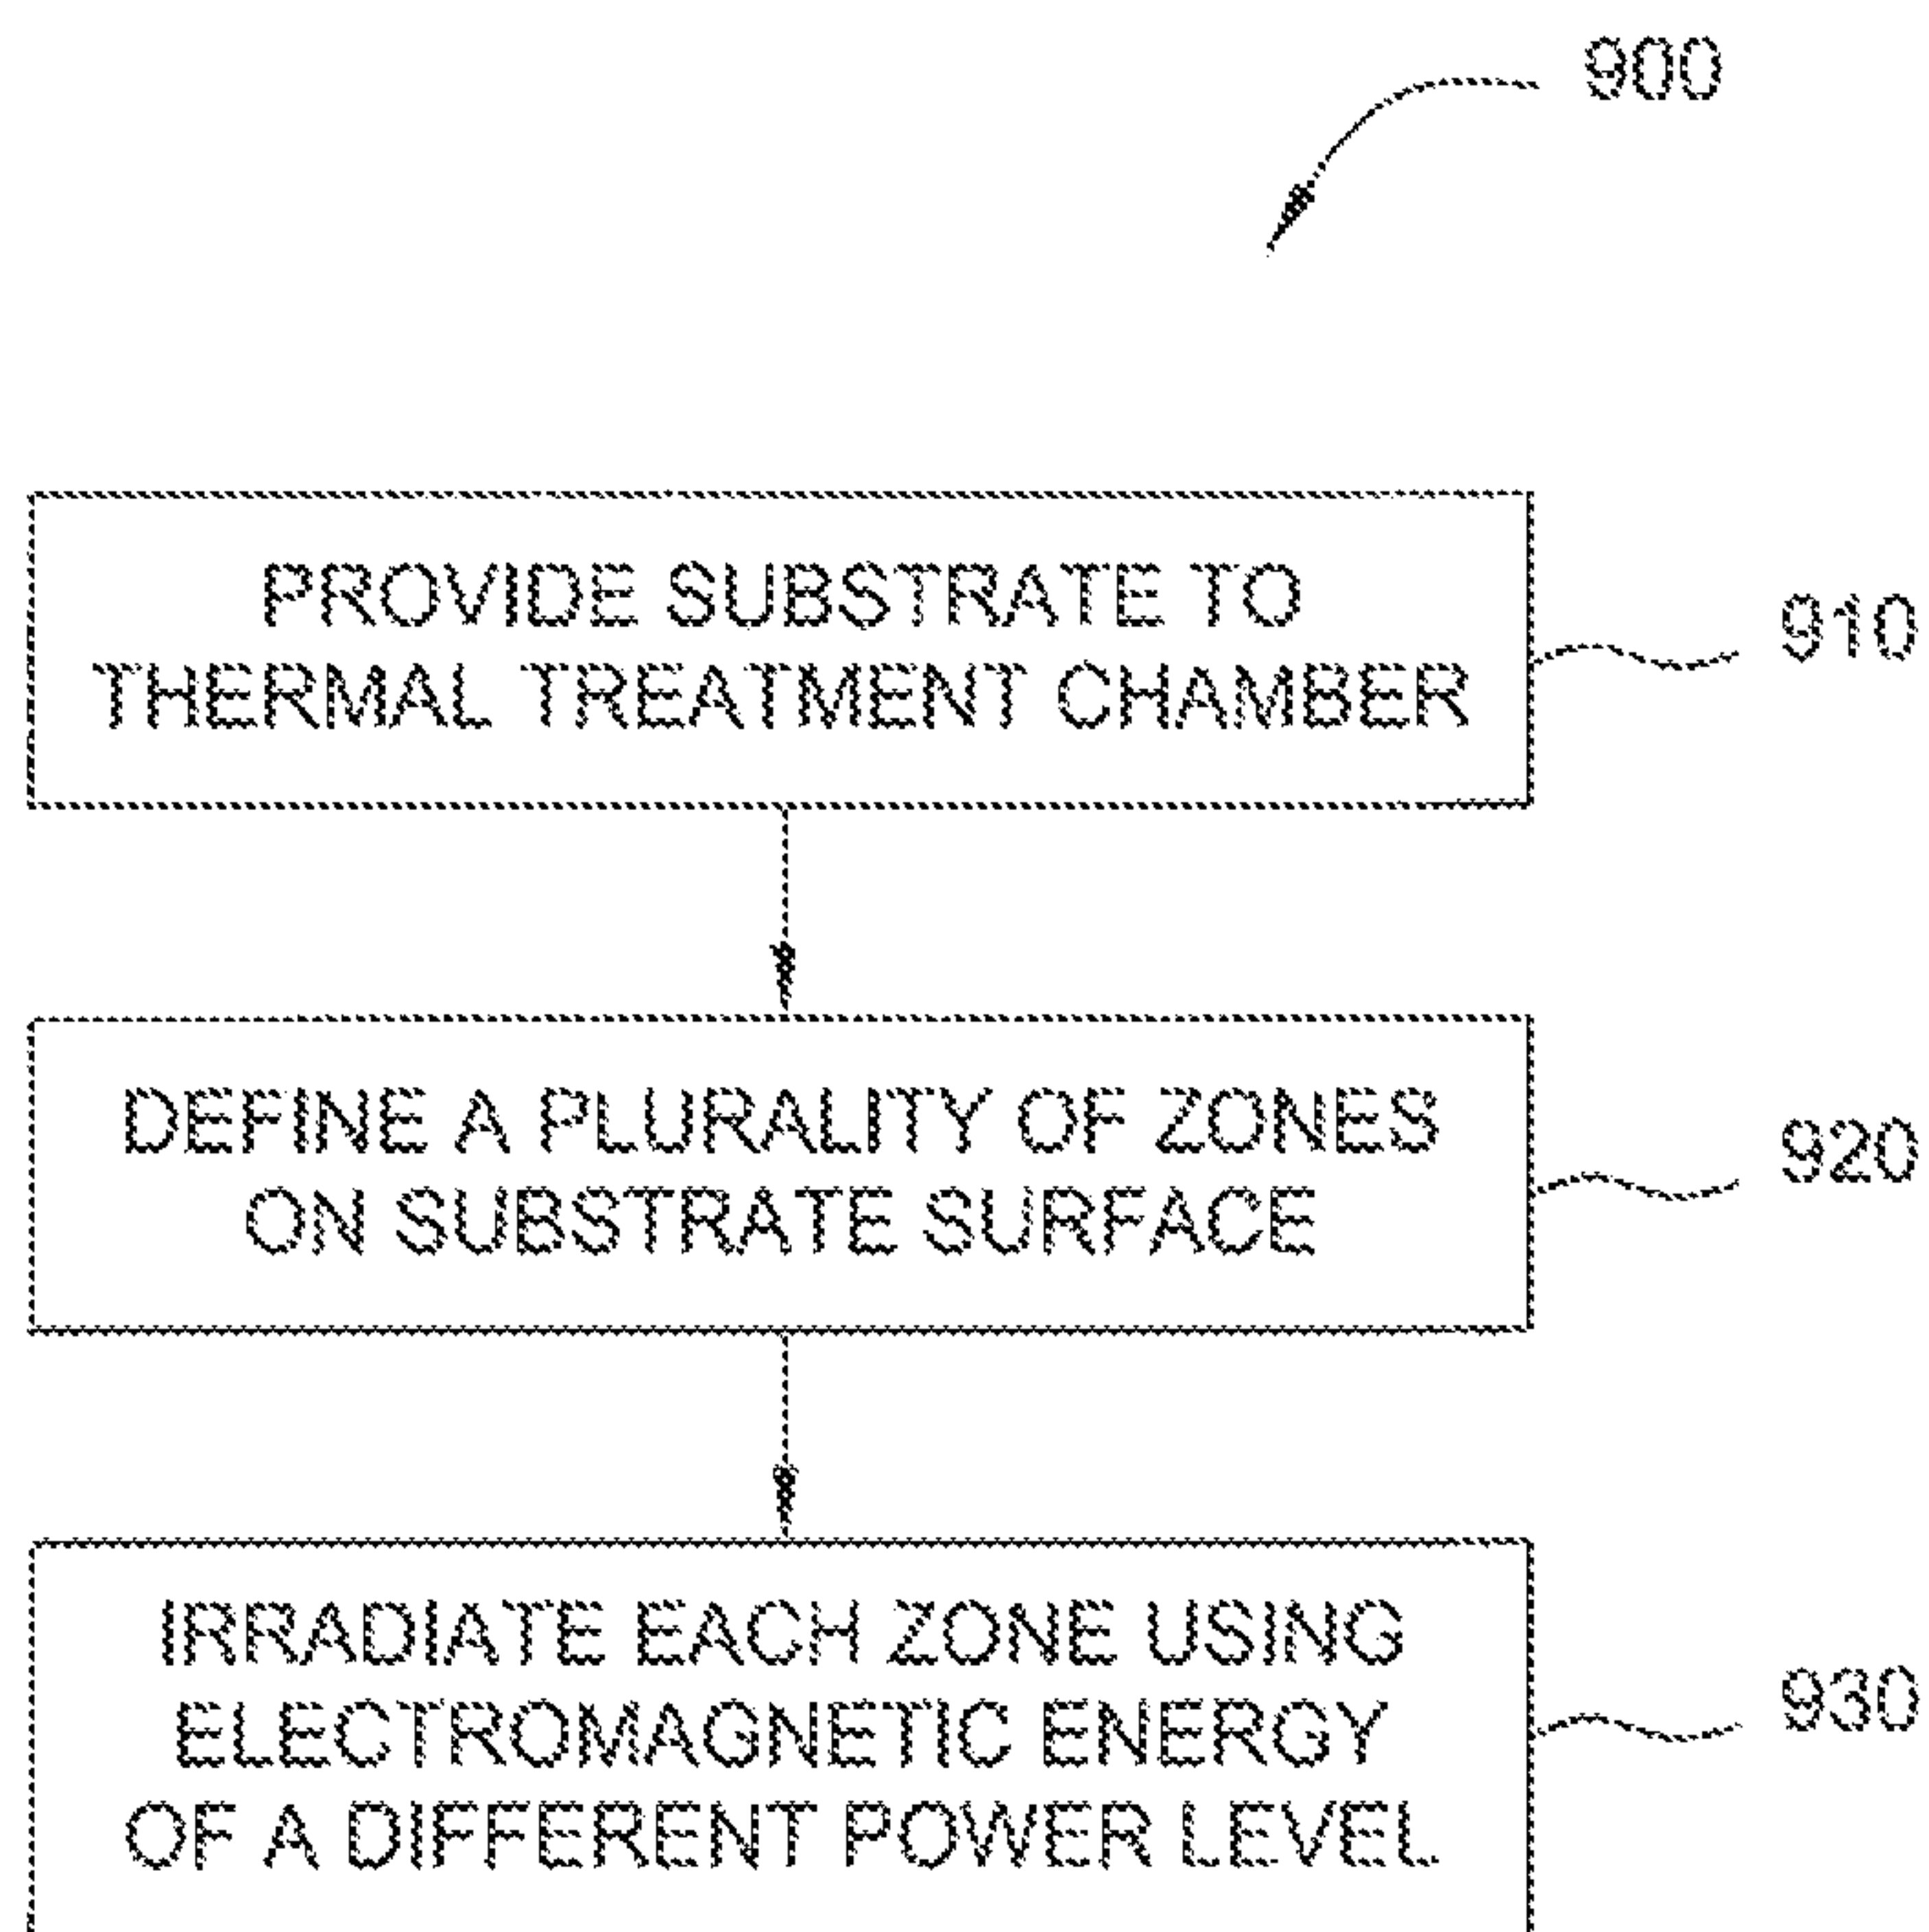 900
PROVIDE SUBSTRATE TO
THERMAL TREATMENT CHAMBER
910
DEFINE A PLURALITY OF ZONES
ON SUBSTRATE SURFACE
920
IRRADIATE EACH ZONE USING
ELECTROMAGNETIC ENERGY
OF A DIFFERENT POWER LEVEL
930